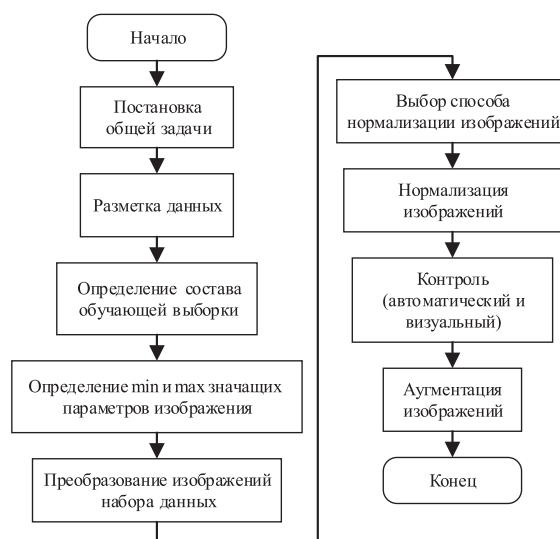 Начало
Постановка
общей задачи
Разметка данных
Определение состава
обучающей выборки
Определение min и max значащих
параметров изображения
Преобразование изображений
набора данных
Выбор способа
нормализации изображений
Нормализация
изображений
Контроль
(автоматический и
визуальный)
Аугментация
изображений
Конец